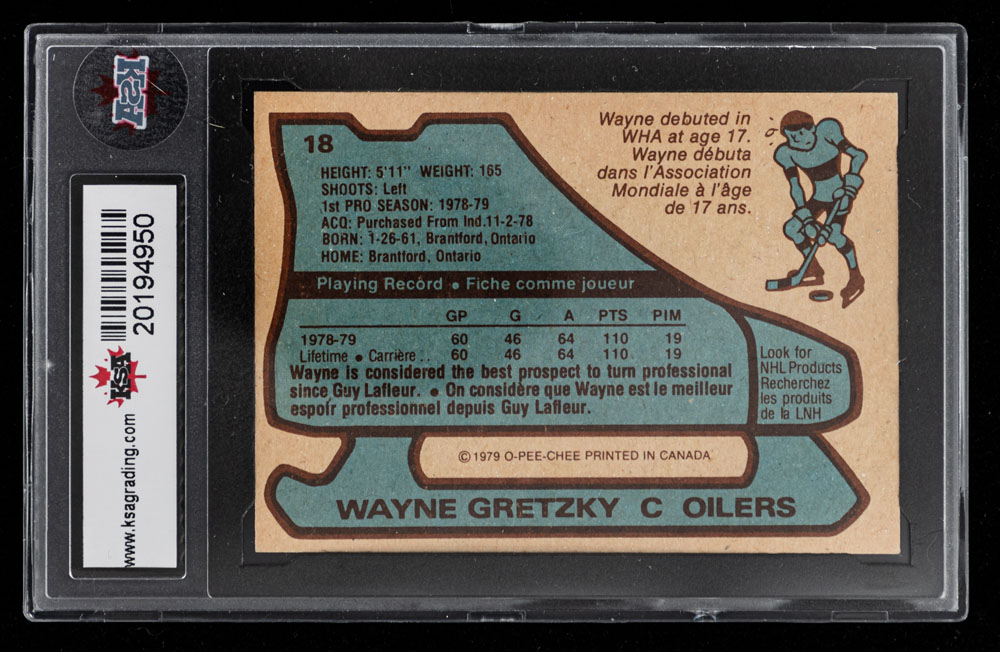 KSA
www.ksagrading.com
KSA
20194950
18
HEIGHT: 5'11" WEIGHT: 165
SHOOTS: Left
1st PRO SEASON: 1978-79
ACQ: Purchased From Ind.11-2-78
BORN: 1-26-61, Brantford, Ontario
HOME: Brantford, Ontario
Wayne debuted in
WHA at age 17.
Wayne débuta
dans l'Association
Mondiale à l'âge
de 17 ans.
Playing Record • Fiche comme joueur
GP G A PTS PIM
1978-79 60 46 64 110 19
Lifetime • Carrière .. 60 46 64 110 19
Wayne is considered the best prospect to turn professional
since Guy Lafleur. • On considère que Wayne est le meilleur
espoir professionnel depuis Guy Lafleur.
Look for
NHL Products
Recherchez
les produits
de la LNH
© 1979 O-PEE-CHEE PRINTED IN CANADA
WAYNE GRETZKY C OILERS